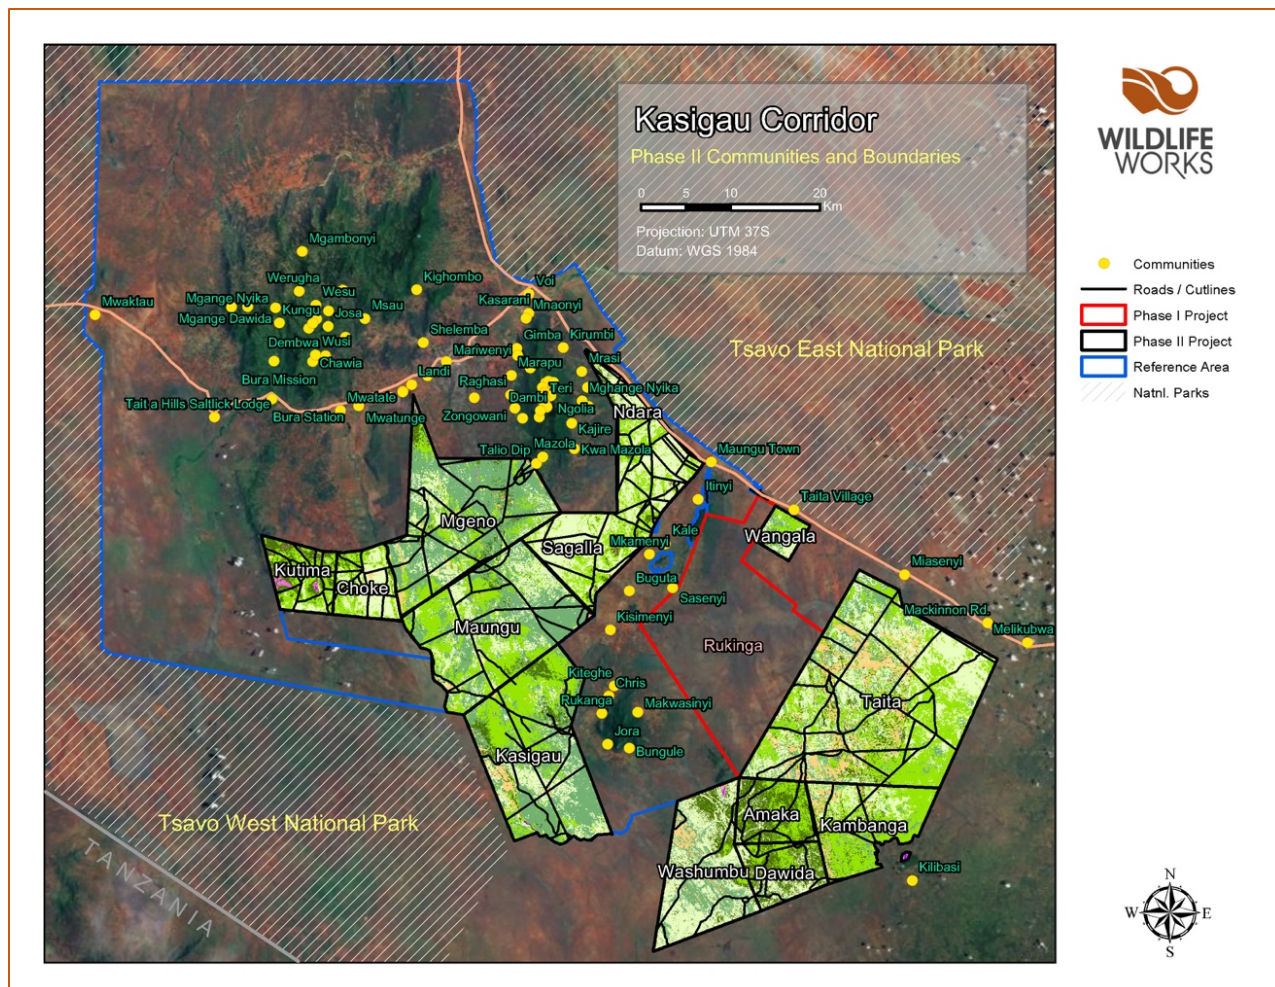 Kasigau Corridor
Phase II Communities and Boundaries
0 5 10 20
Km
Projection: UTM 37S
Datum: WGS 1984
WILDLIFE
WORKS
Communities
Roads / Cutlines
Phase I Project
Phase II Project
Reference Area
Natnl. Parks
Mgambonyi
Werugha
Wesu
Kighombo
Voi
Mwaktau
Mgange Nyika
Kungu
Josa
Msau
Kasarani
Mnaonyi
Mgange Dawida
Shelemba
Gimba
Kirumbi
Dembwa
Wusi
Mariwenyi
Tsavo East National Park
Chawia
Landi
Marapu
Mrasi
Bura Mission
Raghasi
Teri
Mghange Nyika
Tait a Hills Saltlick Lodge
Mwatate
Dambi
Ngolia
Ndara
Bura Station
Mwatunge
Zongowani
Kajire
Talio Dip
Mazola
Kwa Mazola
Maungu Town
Itinyi
Taita Village
Mgeno
Kale
Wangala
Sagalla
Mkamenyi
Kutima
Choke
Buguta
Sasenyi
Miasenyi
Kisimenyi
Mackinnon Rd.
Maungu
Melikubwa
Rukinga
Kiteghe
Chris
Rukanga
Makwasinyi
Taita
Jora
Kasigau
Bungule
Amaka
Kambanga
Tsavo West National Park
TANZANIA
Washumbu
Dawida
Kilibasi
N
W E
S